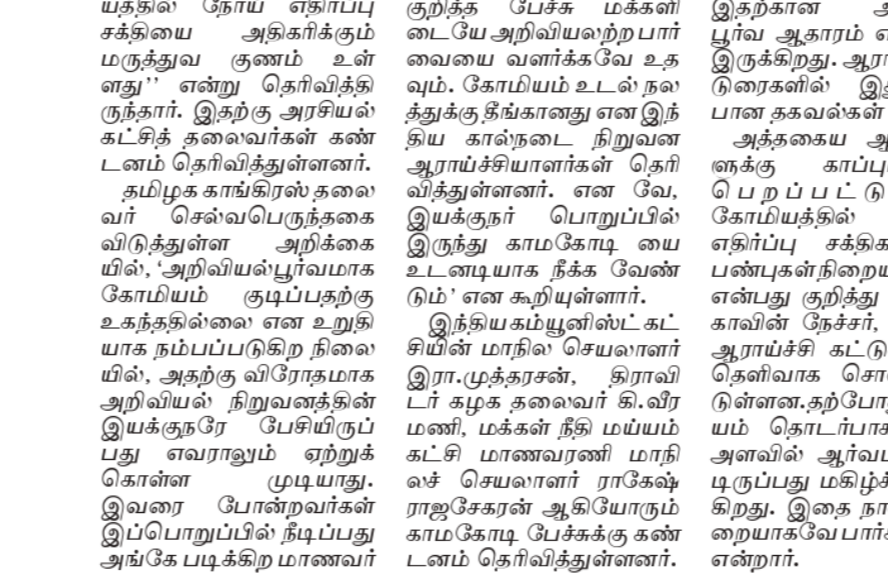 யத்தில் நோய் எதிர்ப்பு
சக்தியை அதிகரிக்கும்
மருத்துவ குணம் உள்
ளது’’ என்று தெரிவித்தி
ருந்தார். இதற்கு அரசியல்
கட்சித் தலைவர்கள் கண்
டனம் தெரிவித்துள்ளனர்.
தமிழக காங்கிரஸ் தலை
வர் செல்வபெருந்தகை
விடுத்துள்ள அறிக்கை
யில், ‘அறிவியல்பூர்வமாக
கோமியம் குடிப்பதற்கு
உகந்ததில்லை என உறுதி
யாக நம்பப்படுகிற நிலை
யில், அதற்கு விரோதமாக
அறிவியல் நிறுவனத்தின்
இயக்குநரே பேசியிருப்
பது எவராலும் ஏற்றுக்
கொள்ள முடியாது.
இவரை போன்றவர்கள்
இப்பொறுப்பில் நீடிப்பது
அங்கே படிக்கிற மாணவர்
குறித்த பேச்சு மக்களி
டையே அறிவியலற்ற பார்
வையை வளர்க்கவே உத
வும். கோமியம் உடல் நல
த்துக்கு தீங்கானது என இந்
திய கால்நடை நிறுவன
ஆராய்ச்சியாளர்கள் தெரி
வித்துள்ளனர். என வே,
இயக்குநர் பொறுப்பில்
இருந்து காமகோடி யை
உடனடியாக நீக்க வேண்
டும்’ என கூறியுள்ளார்.
இந்திய கம்யூனிஸ்ட் கட்
சியின் மாநில செயலாளர்
இரா.முத்தரசன், திராவி
டர் கழக தலைவர் கி.வீர
மணி, மக்கள் நீதி மய்யம்
கட்சி மாணவரணி மாநி
லச் செயலாளர் ராகேஷ்
ராஜசேகரன் ஆகியோரும்
காமகோடி பேச்சுக்கு கண்
டனம் தெரிவித்துள்ளனர்.
இதற்கான
பூர்வ ஆதாரம்
இருக்கிறது.
டுரைகளில்
பான தகவல்கள்
அத்தகைய
ளுக்கு
பெறப்பட்டு
கோமியத்தில்
எதிர்ப்பு
பண்புகள்
என்பது குறித்து
காவின் நேச்சர்,
ஆராய்ச்சி
தெளிவாக
டுள்ளன.
யம்
அளவில்
டிருப்பது
கிறது. இதை
றையாகவே
என்றார்.